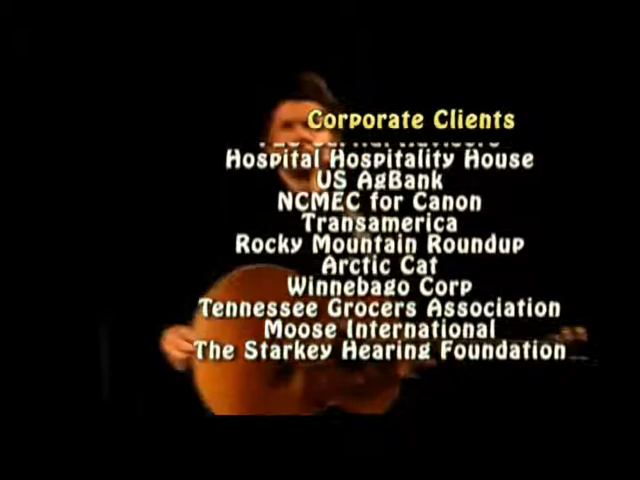 Corporate Clients
Hospital Hospitality House
US AgBank
NCMEC for Canon
Transamerica
Rocky Mountain Roundup
Arctic Cat
Winnebago Corp
Tennessee Grocers Association
Moose International
The Starkey Hearing Foundation